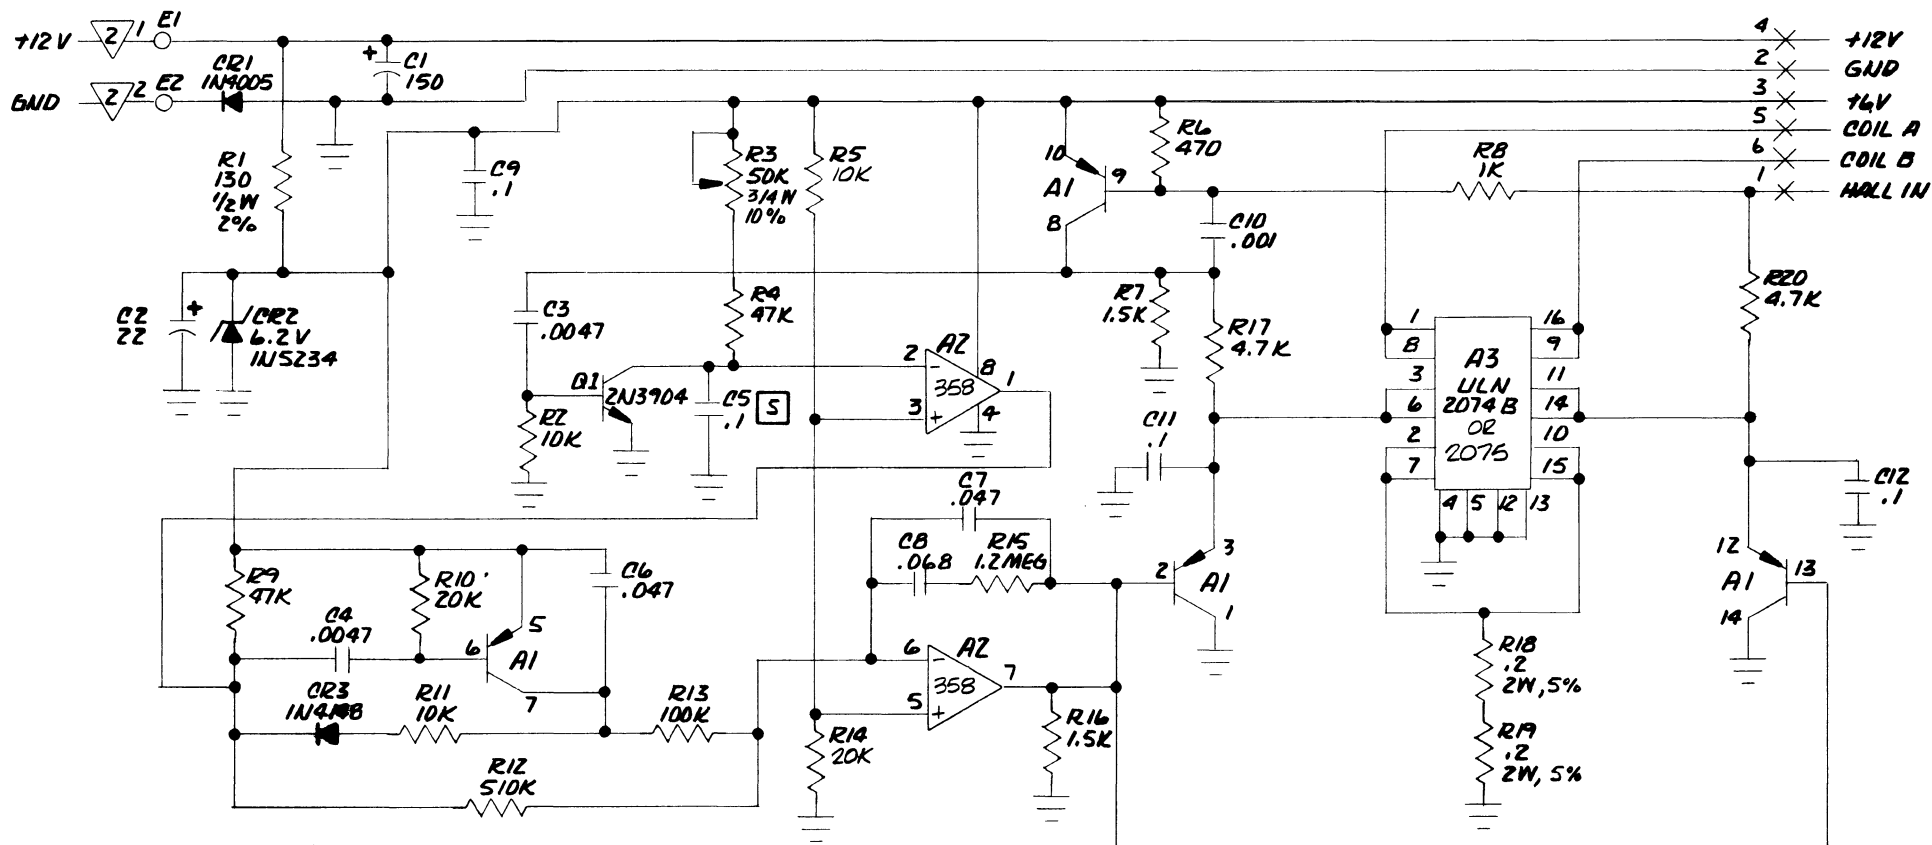 +12V 2 1 E1
GND 2 2 E2
CR1
1N4005
+
C1
150
4 +12V
2 GND
3 +6V
5 COIL A
6 COIL B
1 HALL IN
R1
130
1/2W
2%
C9
.1
R3
50K
3/4W
10%
R5
10K
10
A1
9
8
R6
470
R8
1K
C10
.001
C2
22
+
CR2
6.2V
1N5234
C3
.0047
R4
47K
R7
1.5K
R17
4.7K
R20
4.7K
Q1
2N3904
R2
10K
C5
.1
5
A2
358
2
-
3
+
8
1
4
C11
.1
1
8
3
6
2
7
A3
ULN
2074B
OR
2075
16
9
11
14
10
15
4 5 12 13
C12
.1
R9
47K
R10
20K
C6
.047
C4
.0047
6
5
A1
7
CR3
1N4148
R11
10K
R13
100K
R12
510K
C7
.047
C8
.068
R15
1.2MEG
A2
358
6
-
5
+
7
R14
20K
R16
1.5K
2
3
A1
1
12
A1
13
14
R18
.2
2W, 5%
R19
.2
2W, 5%